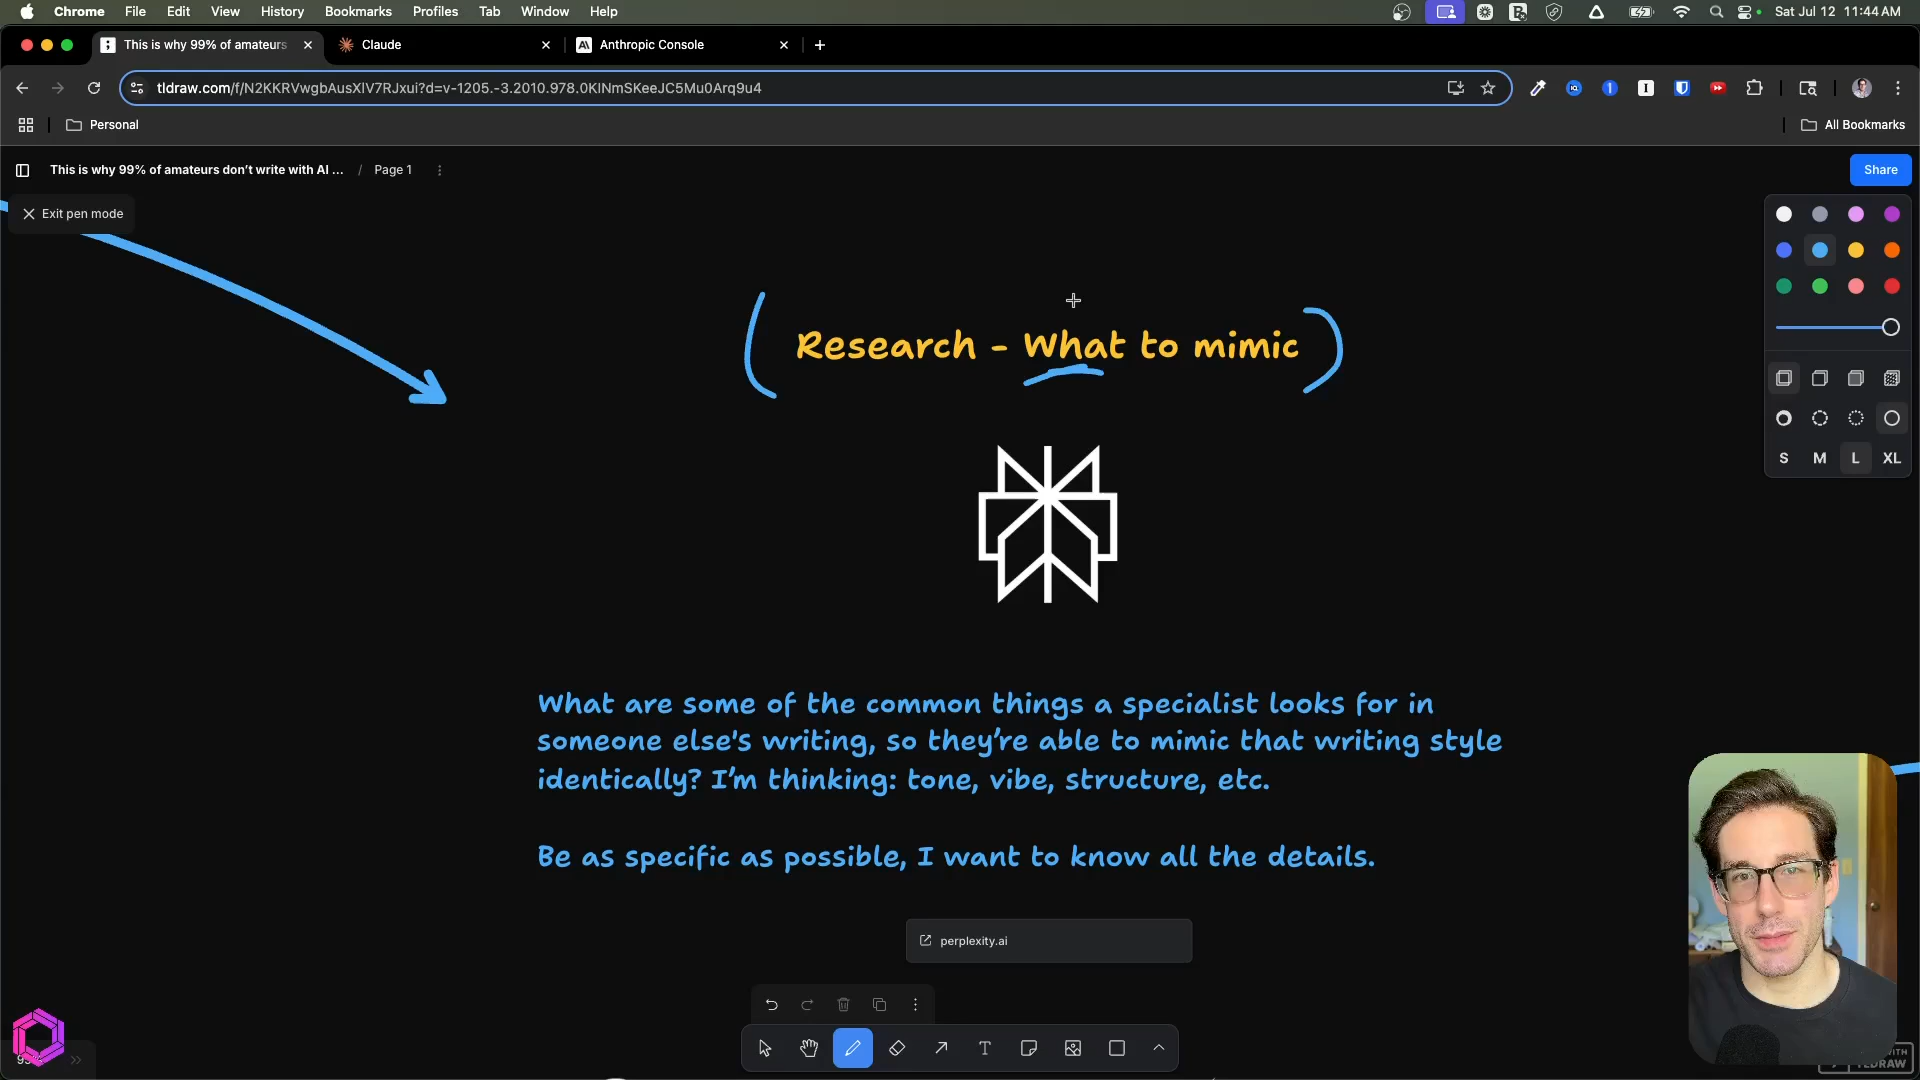 Chrome File Edit View History Bookmarks Profiles Tab Window Help Sat Jul 12 11:44 AM
This is why 99% of amateurs Claude Anthropic Console
tldraw.com/f/N2KKRVwgbAusXlV7RJxui?d=v-1205.-3.2010.978.0KlNmSKeeJC5Mu0Arq9u4
Personal All Bookmarks
This is why 99% of amateurs don't write with AI ... / Page 1 Share
Exit pen mode
Research - What to mimic
S M L XL
What are some of the common things a specialist looks for in
someone else's writing, so they're able to mimic that writing style
identically? I'm thinking: tone, vibe, structure, etc.
Be as specific as possible, I want to know all the details.
perplexity.ai